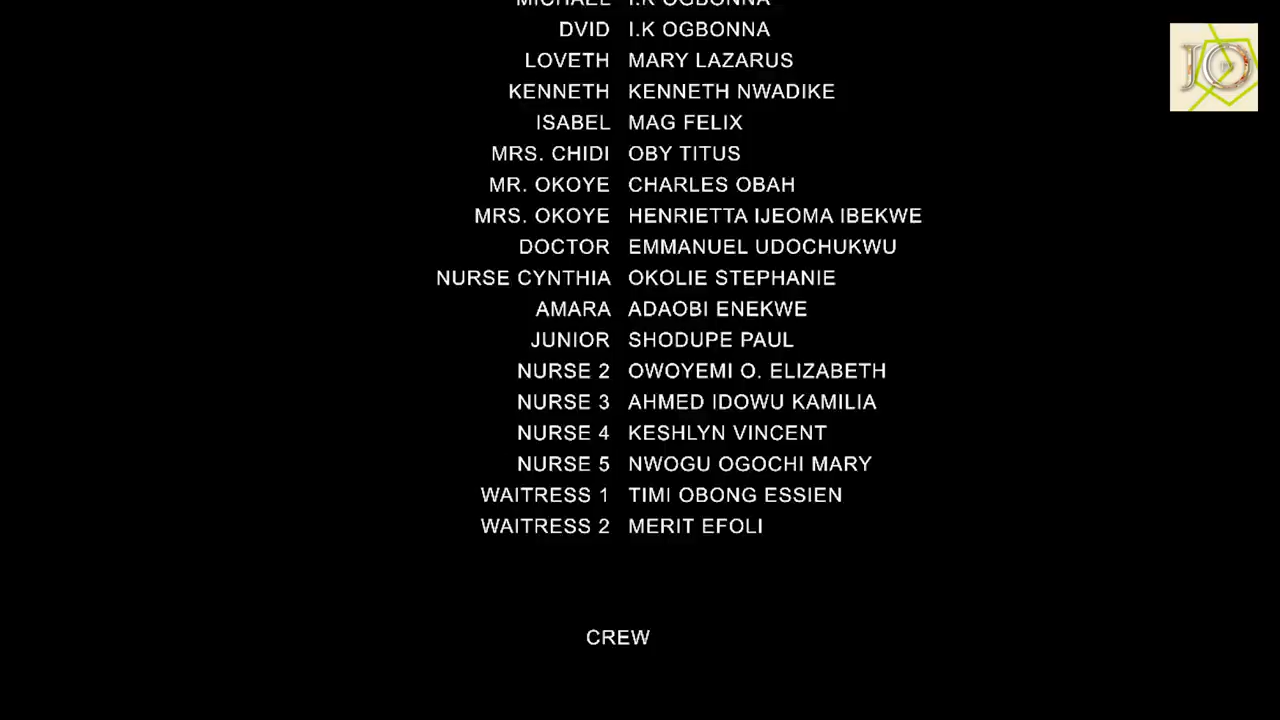 MICHAEL I.K OGBONNA
DVID I.K OGBONNA
LOVETH MARY LAZARUS
KENNETH KENNETH NWADIKE
ISABEL MAG FELIX
MRS. CHIDI OBY TITUS
MR. OKOYE CHARLES OBAH
MRS. OKOYE HENRIETTA IJEOMA IBEKWE
DOCTOR EMMANUEL UDOCHUKWU
NURSE CYNTHIA OKOLIE STEPHANIE
AMARA ADAOBI ENEKWE
JUNIOR SHODUPE PAUL
NURSE 2 OWOYEMI O. ELIZABETH
NURSE 3 AHMED IDOWU KAMILIA
NURSE 4 KESHLYN VINCENT
NURSE 5 NWOGU OGOCHI MARY
WAITRESS 1 TIMI OBONG ESSIEN
WAITRESS 2 MERIT EFOLI
CREW